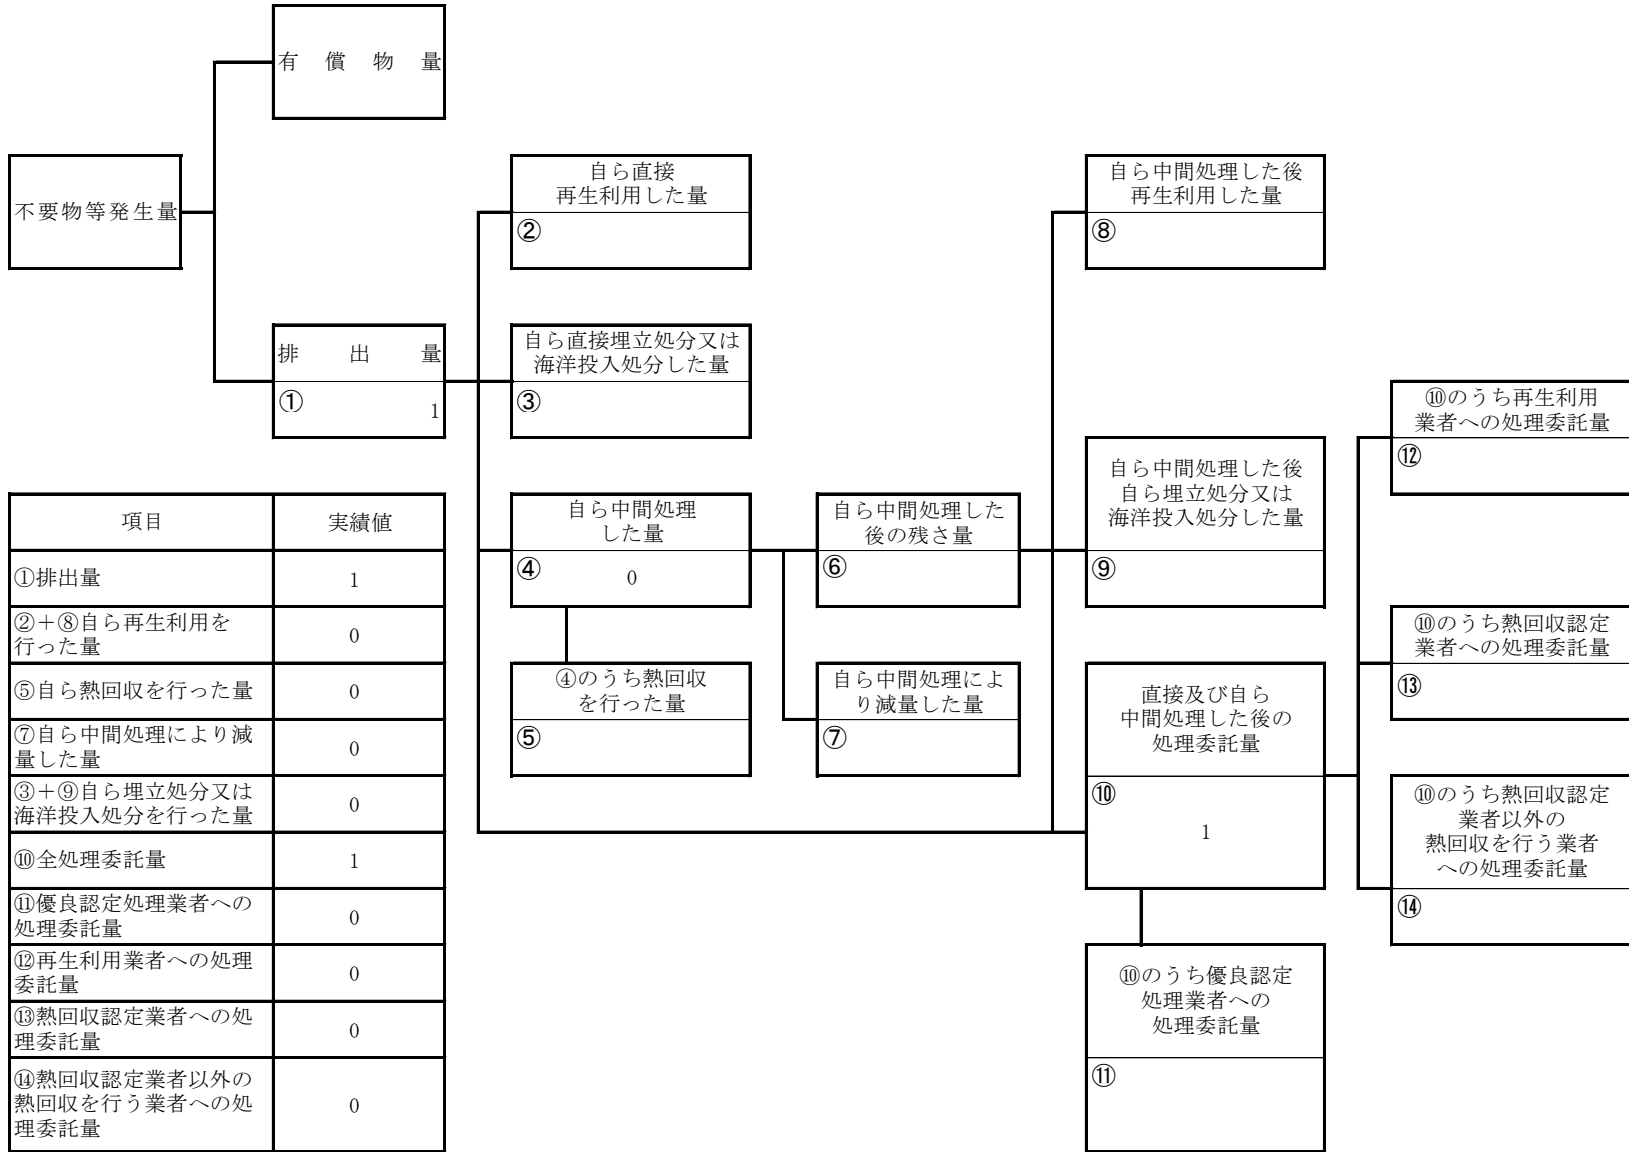 有償物量
不要物等発生量
自ら直接
再生利用した量
②
自ら中間処理した後
再生利用した量
⑧
排出量
①
1
自ら直接埋立処分又は
海洋投入処分した量
③
⑩のうち再生利用
業者への処理委託量
⑫
自ら中間処理
した量
④
0
自ら中間処理した
後の残さ量
⑥
自ら中間処理した後
自ら埋立処分又は
海洋投入処分した量
⑨
④のうち熱回収
を行った量
⑤
自ら中間処理によ
り減量した量
⑦
直接及び自ら
中間処理した後の
処理委託量
⑩
1
⑩のうち熱回収認定
業者への処理委託量
⑬
⑩のうち熱回収認定
業者以外の
熱回収を行う業者
への処理委託量
⑭
⑩のうち優良認定
処理業者への
処理委託量
⑪
項目
実績値
①排出量
1
②＋⑧自ら再生利用を
行った量
0
⑤自ら熱回収を行った量
0
⑦自ら中間処理により減
量した量
0
③＋⑨自ら埋立処分又は
海洋投入処分を行った量
0
⑩全処理委託量
1
⑪優良認定処理業者への
処理委託量
0
⑫再生利用業者への処理
委託量
0
⑬熱回収認定業者への処
理委託量
0
⑭熱回収認定業者以外の
熱回収を行う業者への処
理委託量
0